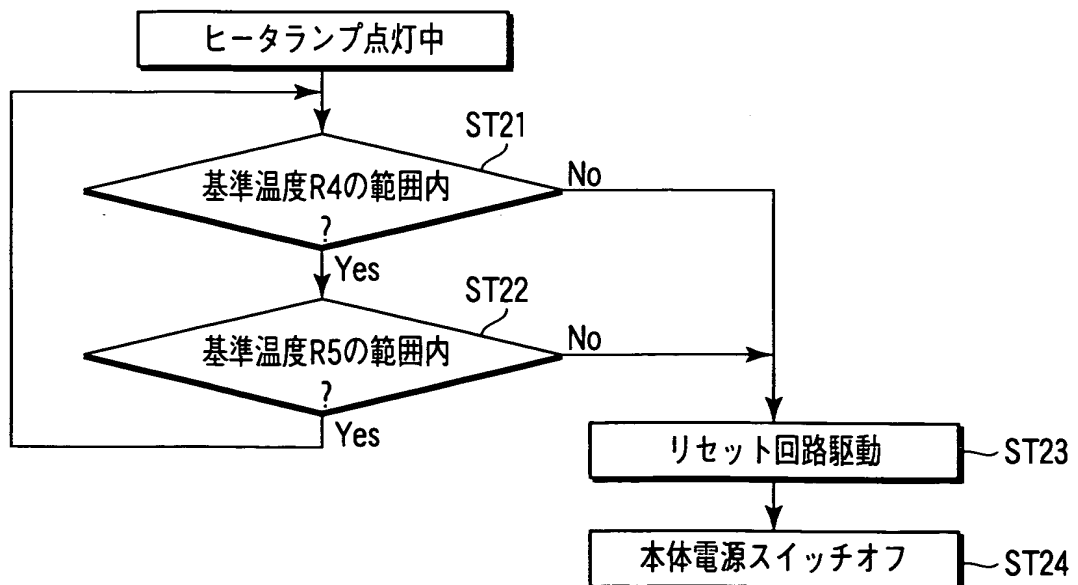 ヒータランプ点灯中
ST21
基準温度R4の範囲内
?
No
Yes
ST22
基準温度R5の範囲内
?
No
Yes
リセット回路駆動
ST23
本体電源スイッチオフ
ST24